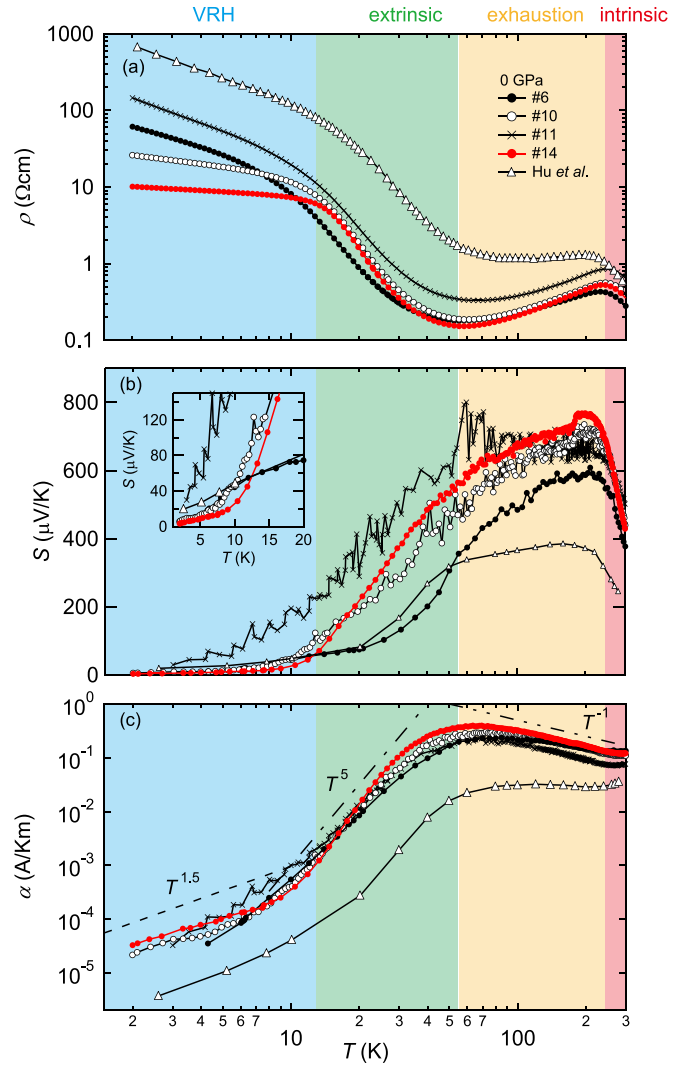 VRH extrinsic exhaustion intrinsic
(a)
1000
100
10
1
0.1
ρ (Ωcm)
0 GPa
#6
#10
#11
#14
Hu et al.
(b)
800
600
400
200
0
S (μV/K)
120
80
40
0
S (μV/K)
5 10 15 20
T (K)
(c)
10^0
10^-1
10^-2
10^-3
10^-4
10^-5
α (A/Km)
T^1.5
T^5
T^-1
2 3 4 5 6 7 10 2 3 4 5 6 7 100 2 3
T (K)